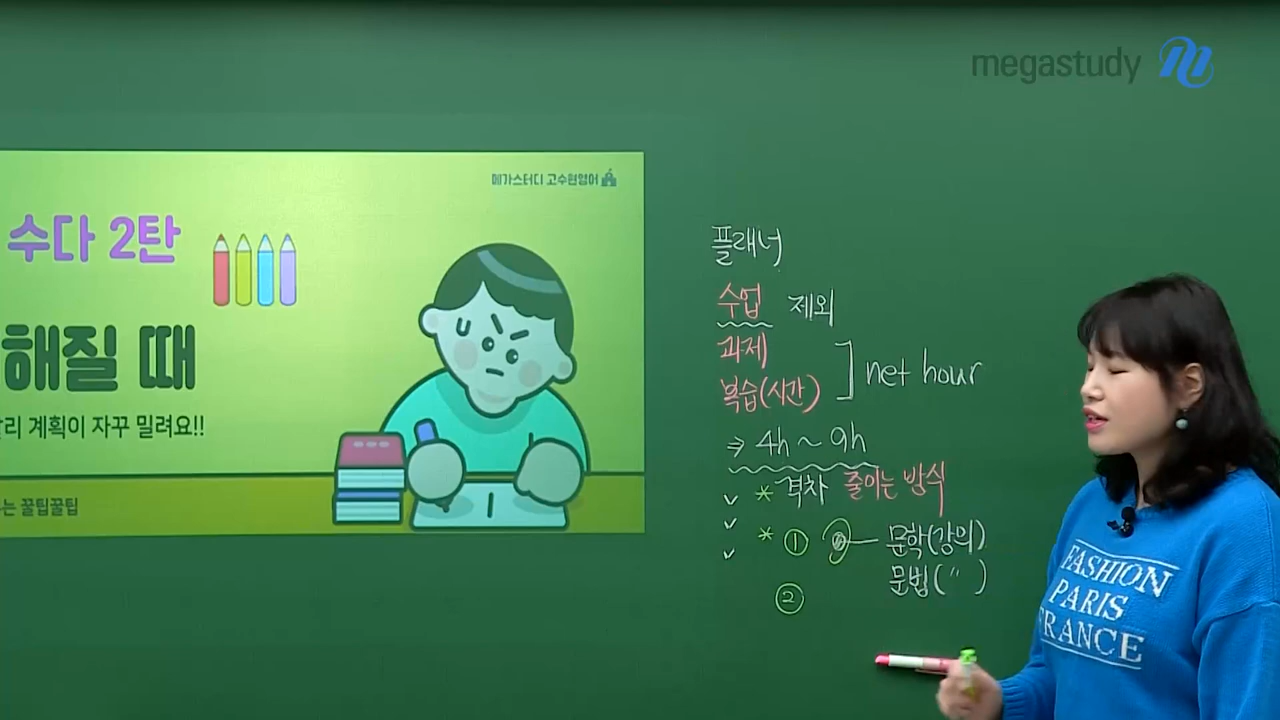 megastudy
메가스터디 고수현영어
수다 2탄
해질 때
리 계획이 자꾸 밀려요!!
는 꿀팁꿀팁
플래너
수업 제외
과제
복습(시간)
net hour
⇒ 4h ~ 9h
* 격차 줄이는 방식
* ① 문학(강의)
문법( " )
②
FASHION
PARIS
FRANCE